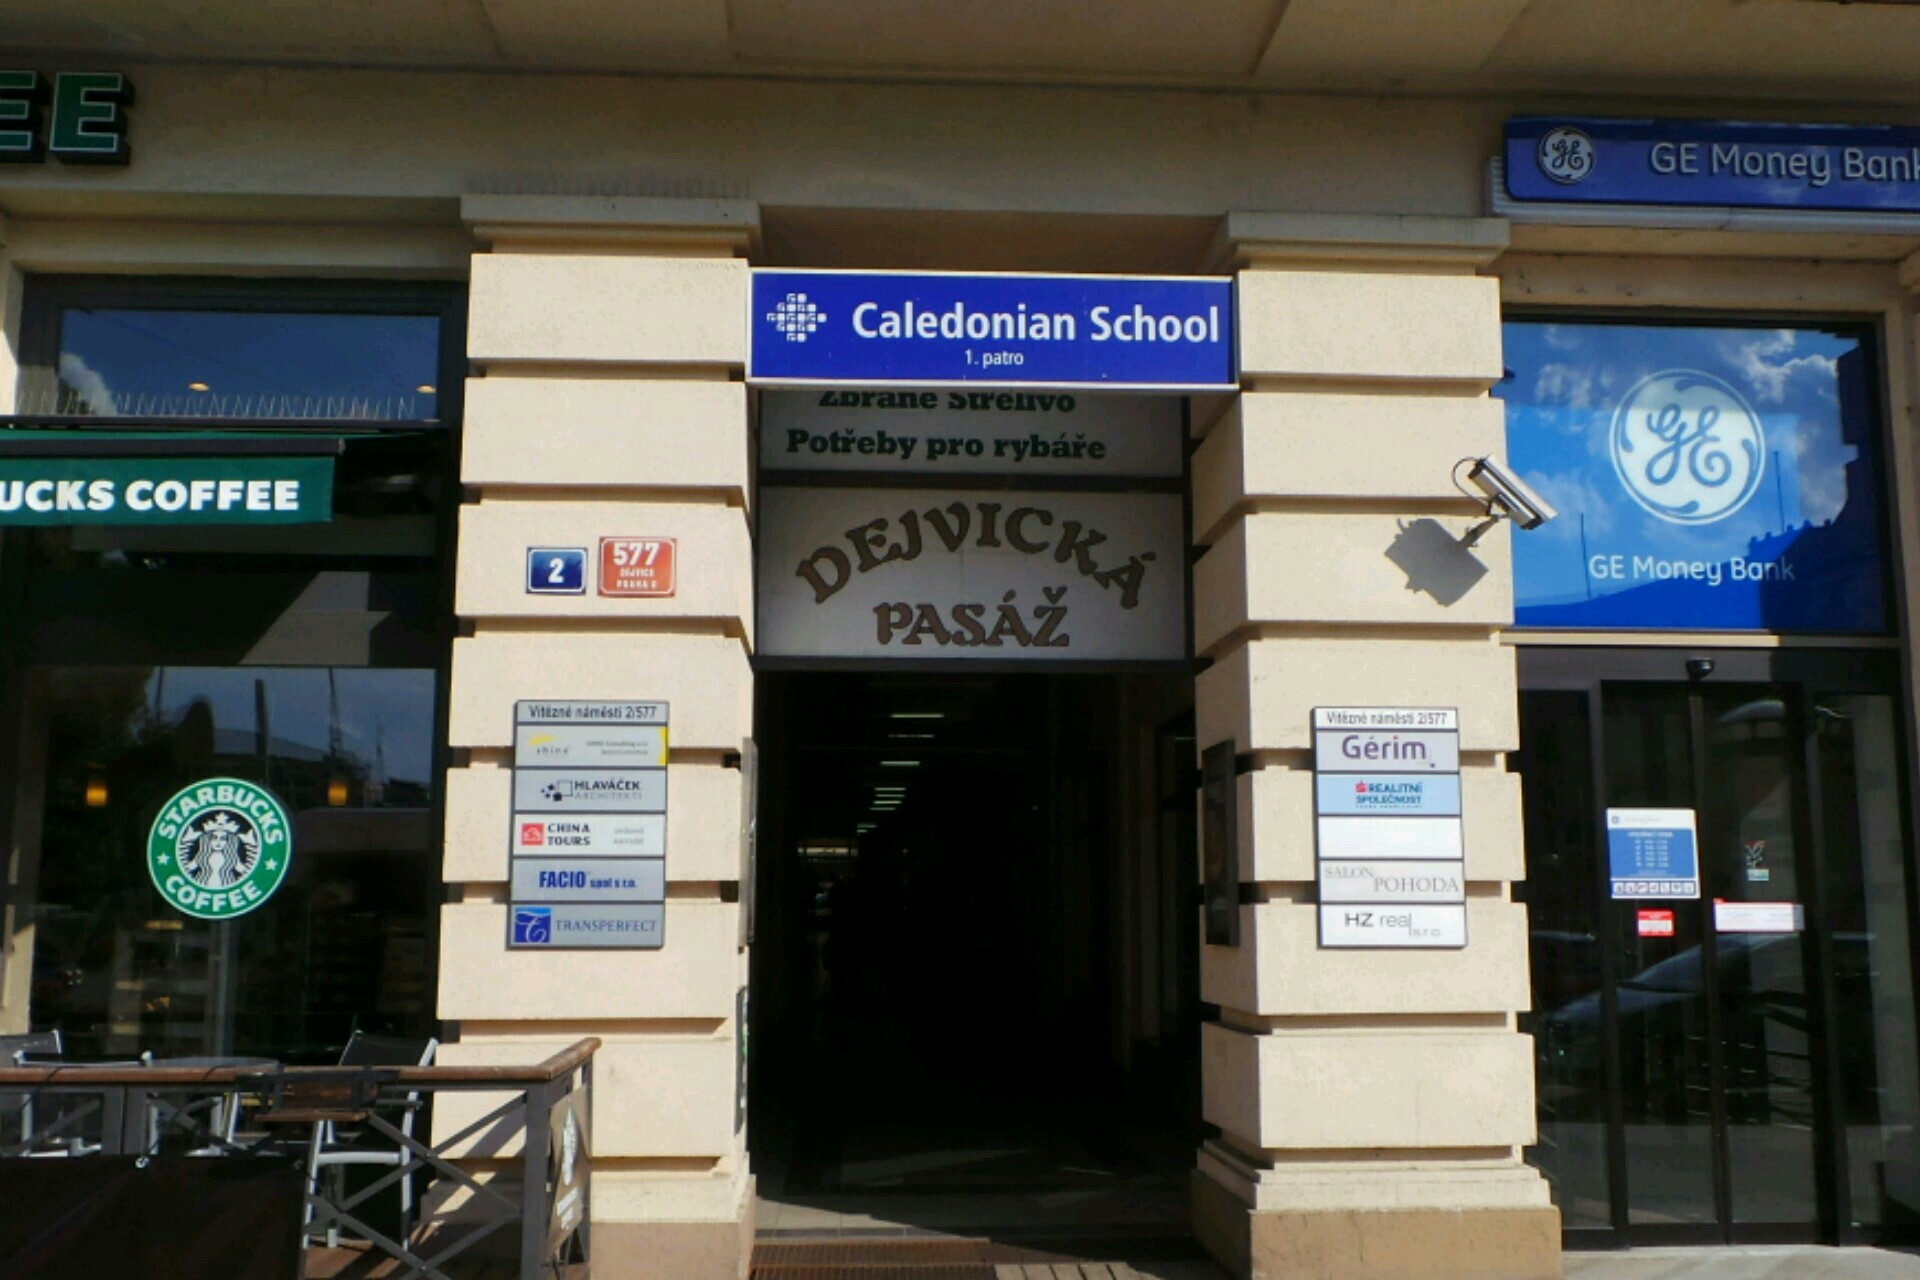 EE
GE Money Bank
Caledonian School
1. patro
Zbraně Střelivo
Potřeby pro rybáře
UCKS COFFEE
DEJVICKÁ
PASÁŽ
2
577
DEJVICE
PRAHA 6
GE
GE Money Bank
STARBUCKS
COFFEE
Vítězné náměstí 2/577
shine
HLAVÁČEK
ARCHITEKTI
CHINA
TOURS
FACIO spol s r.o.
TRANSPERFECT
Vítězné náměstí 2/577
Gérim
REALITNÍ
SPOLEČNOST
SALON
POHODA
HZ real
s.r.o.